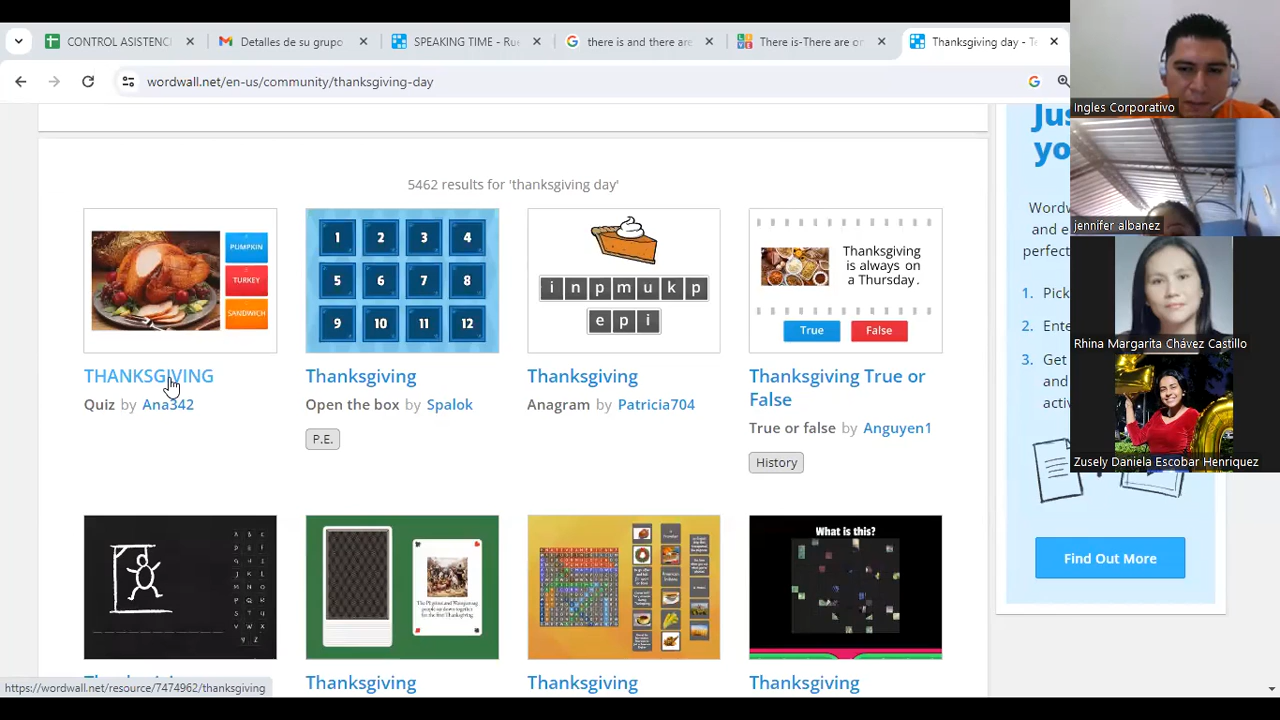 CONTROL ASISTENC
Detalles de su grupo
SPEAKING TIME - Rue
there is and there are
There is-There are or
Thanksgiving day - Te
wordwall.net/en-us/community/thanksgiving-day
5462 results for 'thanksgiving day'
PUMPKIN
TURKEY
SANDWICH
1 2 3 4
5 6 7 8
9 10 11 12
i n p m u k p
e p i
Thanksgiving
is always on
a Thursday.
True False
THANKSGIVING
Quiz by Ana342
Thanksgiving
Open the box by Spalok
P.E.
Thanksgiving
Anagram by Patricia704
Thanksgiving True or
False
True or false by Anguyen1
History
What is this?
Thanksgiving
Thanksgiving
Thanksgiving
https://wordwall.net/resource/7474962/thanksgiving
Jus
yo
Wordw
and e
perfect
1. Pick
2. Ente
3. Get
and
activ
Find Out More
Ingles Corporativo
jennifer albanez
Rhina Margarita Chávez Castillo
Zusely Daniela Escobar Henriquez